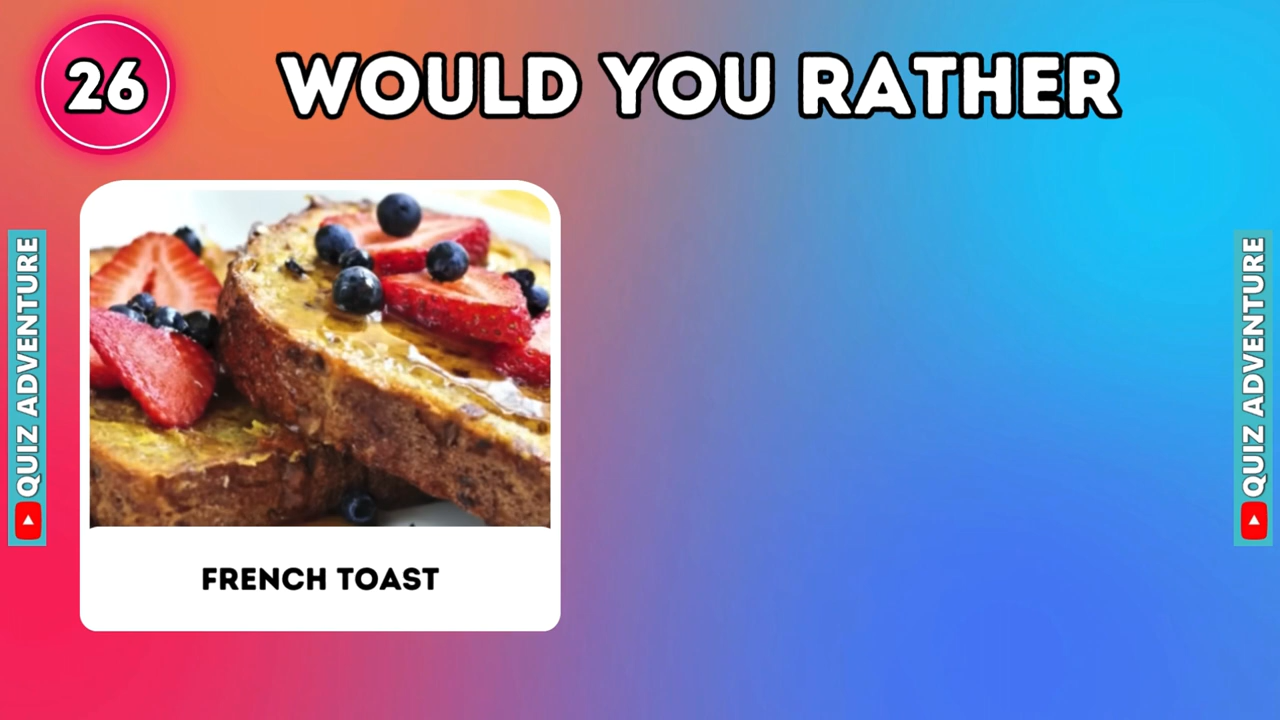 26
WOULD YOU RATHER
QUIZ ADVENTURE
FRENCH TOAST
QUIZ ADVENTURE